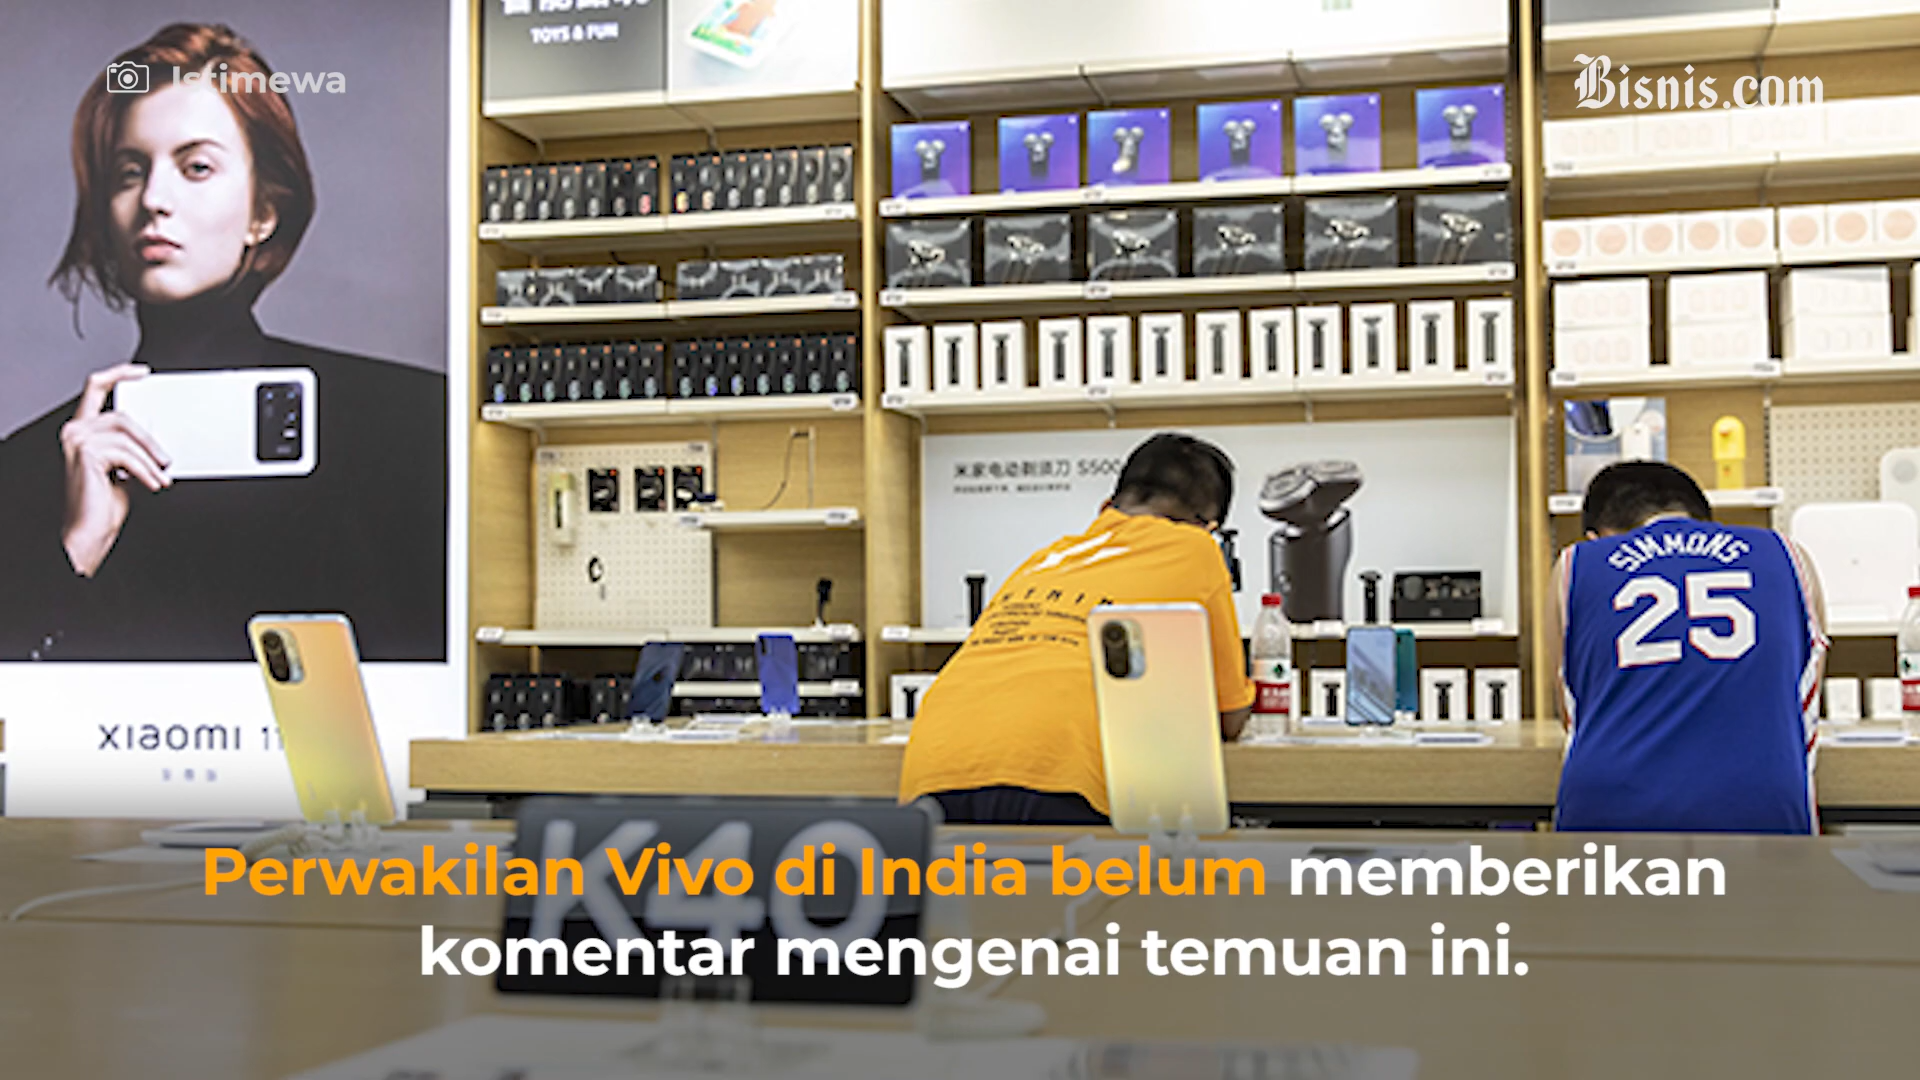 TOYS & FUN
Istimewa
Bisnis.com
米家电动剃须刀 S500
SIMMONS
25
XIAOMI 11
K40
Perwakilan Vivo di India belum memberikan
komentar mengenai temuan ini.